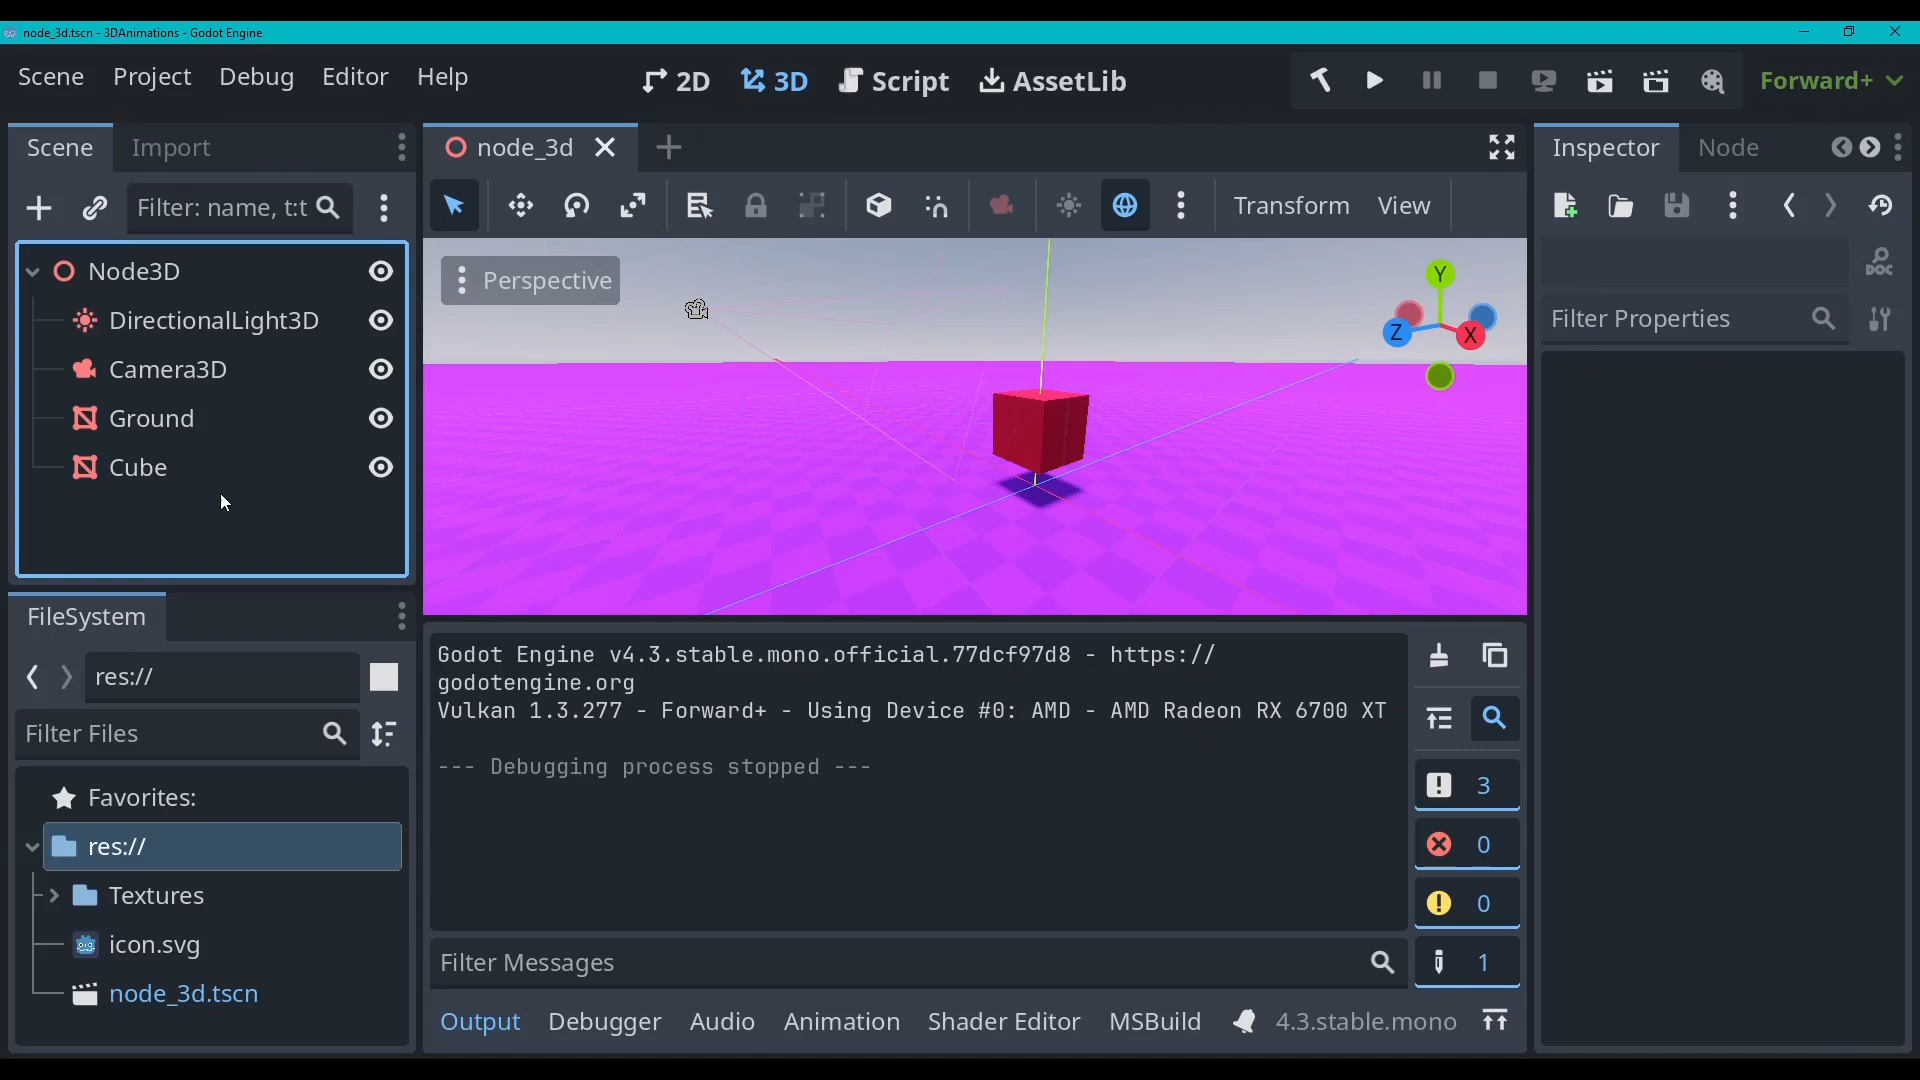 node_3d.tscn - 3DAnimations - Godot Engine
Scene Project Debug Editor Help 2D 3D Script AssetLib Forward+
Scene Import
Filter: name, t:t
Node3D
DirectionalLight3D
Camera3D
Ground
Cube
FileSystem
res://
Filter Files
Favorites:
res://
Textures
icon.svg
node_3d.tscn
node_3d
Transform View
Perspective
Y
Z X
Godot Engine v4.3.stable.mono.official.77dcf97d8 - https://
godotengine.org
Vulkan 1.3.277 - Forward+ - Using Device #0: AMD - AMD Radeon RX 6700 XT
--- Debugging process stopped ---
3
0
0
1
Filter Messages
Output Debugger Audio Animation Shader Editor MSBuild 4.3.stable.mono
Inspector Node
DOC
Filter Properties